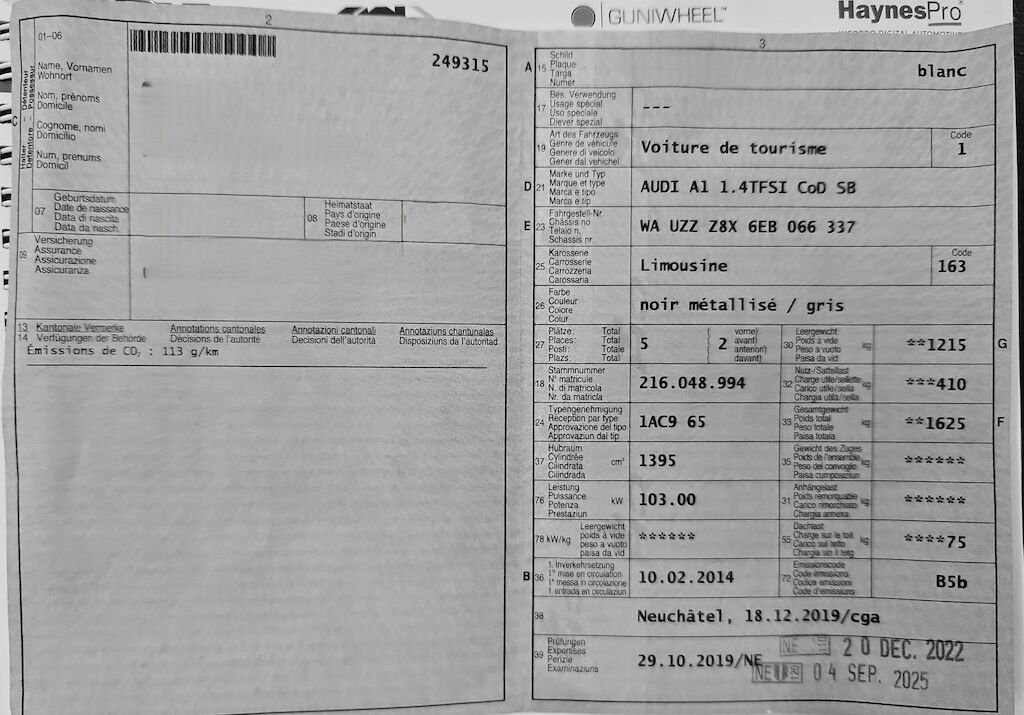 GUNIWHEEL™
HaynesPro
2
3
01-06
249315
Détenteur
Possessur
C
Halter
Detentore
Name, Vornamen
Wohnort
Nom, prénoms
Domicile
Cognome, nomi
Domicilio
Num, prenums
Domicil
07
Geburtsdatum
Date de naissance
Data di nascita
Data da nasch.
08
Heimatstaat
Pays d'origine
Paese d'origine
Stadi d'origin
09
Versicherung
Assurance
Assicurazione
Assicuranza
13 Kantonale Vermerke Annotations cantonales Annotazioni cantonali Annotaziuns chantunalas
14 Verfügungen der Behörde Décisions de l'autorité Decisioni dell'autorità Disposiziuns da l'autoritad
Émissions de CO₂ : 113 g/km
A 15
Schild
Plaque
Targa
Numer
blanc
17
Bes. Verwendung
Usage spécial
Uso speciale
Diever spezial
---
19
Art des Fahrzeugs
Genre de véhicule
Genere di veicolo
Gener dal vehichel
Voiture de tourisme
Code
1
D 21
Marke und Typ
Marque et type
Marca e tipo
Marca e tip
AUDI A1 1.4TFSI CoD SB
E 23
Fahrgestell-Nr.
Châssis no
Telaio n.
Schassis nr.
WA UZZ Z8X 6EB 066 337
25
Karosserie
Carrosserie
Carrozzeria
Carossaria
Limousine
Code
163
26
Farbe
Couleur
Colore
Colur
noir métallisé / gris
27
Plätze: Total
Places: Total
Posti: Totale
Plazs: Total
5
2
( vorne)
( avant)
( anteriori)
( davant)
30
Leergewicht
Poids à vide
Peso a vuoto
Paisa da vid
kg
**1215
G
18
Stammnummer
N° matricule
N. di matricola
Nr. da matricla
216.048.994
32
Nutz-/Sattellast
Charge utile/sellette
Carico utile/sella
Chargia utila/sella
kg
***410
24
Typengenehmigung
Réception par type
Approvazione del tipo
Approvaziun dal tip
1AC9 65
33
Gesamtgewicht
Poids total
Peso totale
Paisa totala
kg
**1625
F
37
Hubraum
Cylindrée
Cilindrata
Cilindrada
cm³
1395
35
Gewicht des Zuges
Poids de l'ensemble
Peso del convoglio
Paisa cumposiziun
kg
******
76
Leistung
Puissance
Potenza
Prestaziun
kW
103.00
31
Anhängelast
Poids remorquable
Carico rimorchiato
Chargia annexa
kg
******
78 kW/kg
Leergewicht
poids à vide
peso a vuoto
paisa da vid
******
55
Dachlast
Charge sur le toit
Carico sul tetto
Chargia sin il tetg
kg
****75
B 36
1. Inverkehrsetzung
1re mise en circulation
1a messa in circolazione
1. entrada en circulaziun
10.02.2014
72
Emissionscode
Code émissions
Codice emissioni
Code d'emissiuns
B5b
38
Neuchâtel, 18.12.2019/cga
39
Prüfungen
Expertises
Perizie
Examinaziuns
29.10.2019/NE
NE 20 DEC. 2022
NEU 04 SEP. 2025